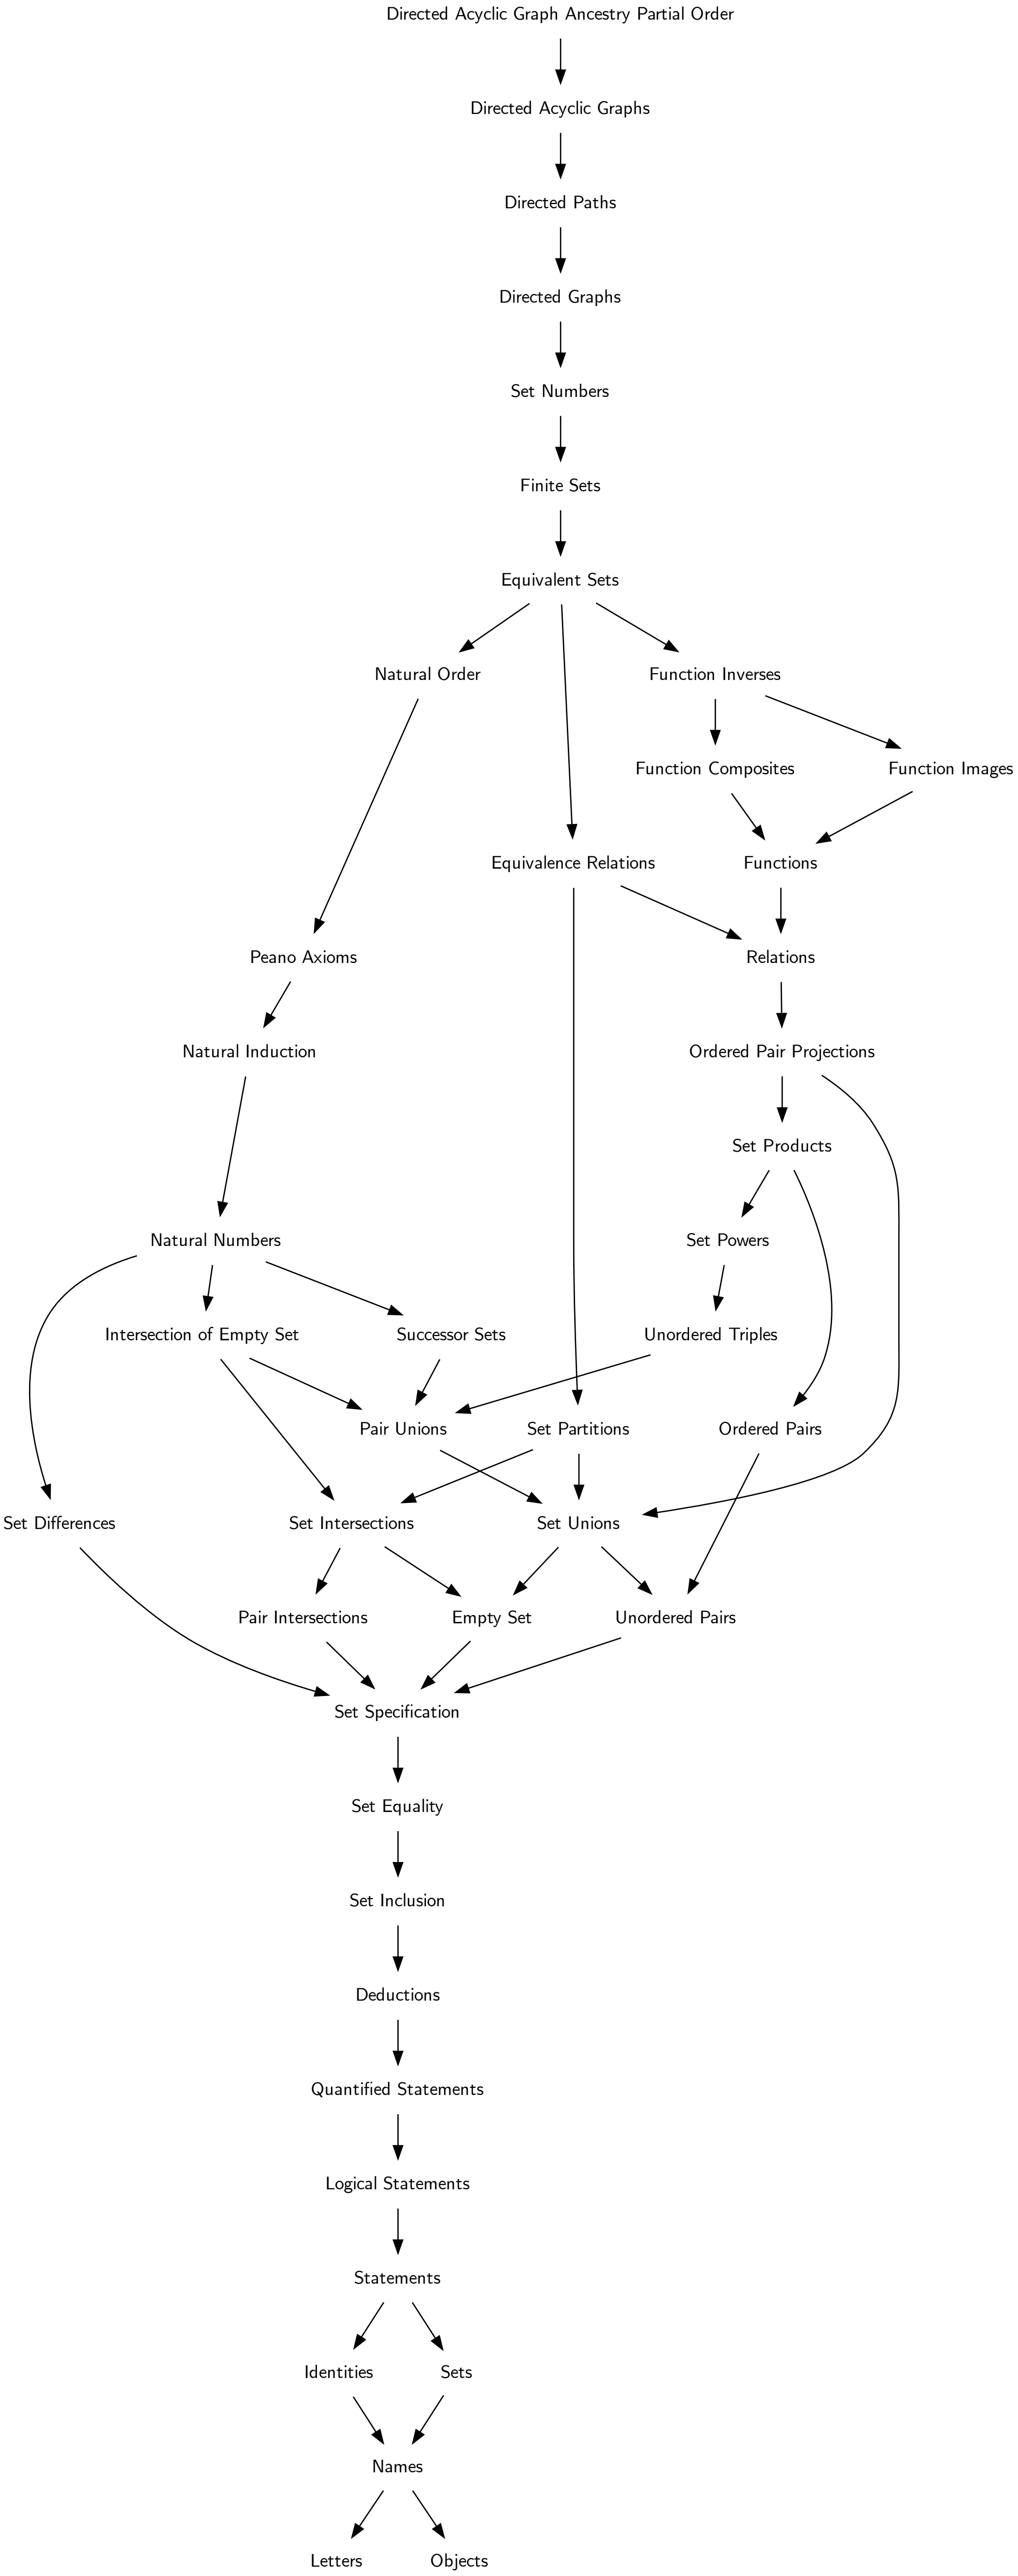 Directed Acyclic Graph Ancestry Partial Order
Directed Acyclic Graphs
Directed Paths
Directed Graphs
Set Numbers
Finite Sets
Equivalent Sets
Natural Order
Function Inverses
Function Composites
Function Images
Equivalence Relations
Functions
Peano Axioms
Relations
Natural Induction
Ordered Pair Projections
Set Products
Natural Numbers
Set Powers
Intersection of Empty Set
Successor Sets
Unordered Triples
Pair Unions
Set Partitions
Ordered Pairs
Set Differences
Set Intersections
Set Unions
Pair Intersections
Empty Set
Unordered Pairs
Set Specification
Set Equality
Set Inclusion
Deductions
Quantified Statements
Logical Statements
Statements
Identities
Sets
Names
Letters
Objects